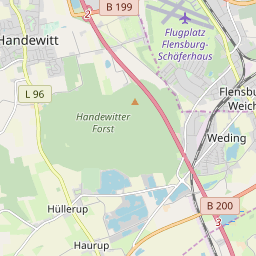 B 199
2
Flugplatz
Flensburg-
Schäferhaus
Handewitt
L 96
Flensbu
Weich
Handewitter
Forst
Weding
Hüllerup
B 200
3
Haurup